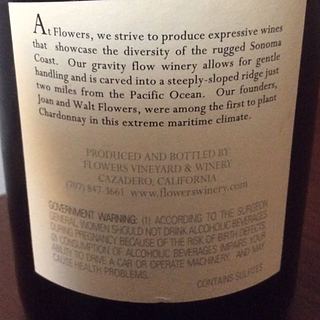 At Flowers, we strive to produce expressive wines
that showcase the diversity of the rugged Sonoma
Coast. Our gravity flow winery allows for gentle
handling and is carved into a steeply-sloped ridge just
two miles from the Pacific Ocean. Our founders,
Joan and Walt Flowers, were among the first to plant
Chardonnay in this extreme maritime climate.
PRODUCED AND BOTTLED BY
FLOWERS VINEYARD & WINERY
CAZADERO, CALIFORNIA
(707) 847-3661 www.flowerswinery.com
GOVERNMENT WARNING: (1) ACCORDING TO THE SURGEON
GENERAL, WOMEN SHOULD NOT DRINK ALCOHOLIC BEVERAGES
DURING PREGNANCY BECAUSE OF THE RISK OF BIRTH DEFECTS.
(2) CONSUMPTION OF ALCOHOLIC BEVERAGES IMPAIRS YOUR
ABILITY TO DRIVE A CAR OR OPERATE MACHINERY, AND MAY
CAUSE HEALTH PROBLEMS.
CONTAINS SULFITES